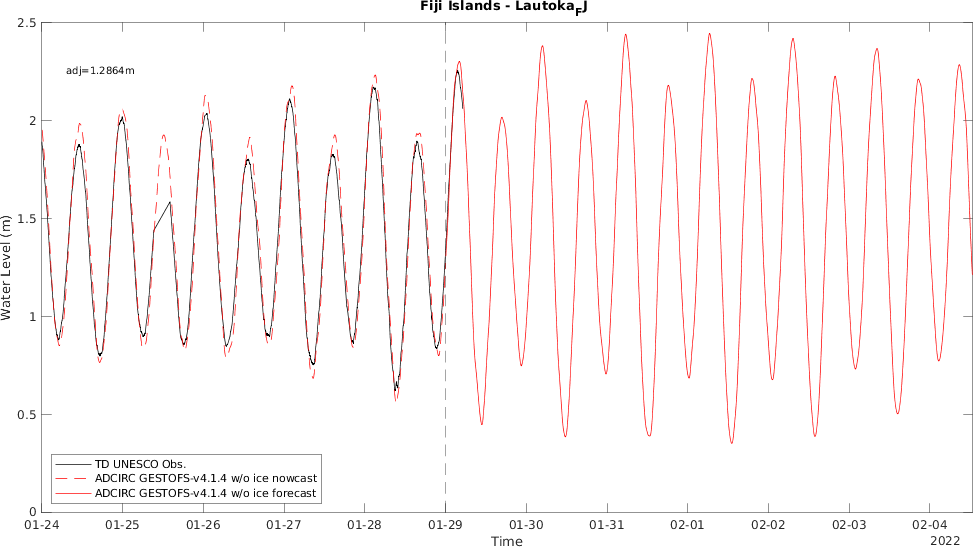 Fiji Islands - Lautoka_FJ
adj=1.2864m
2.5
2
1.5
1
0.5
0
Water Level (m)
TD UNESCO Obs.
ADCIRC GESTOFS-v4.1.4 w/o ice nowcast
ADCIRC GESTOFS-v4.1.4 w/o ice forecast
01-24 01-25 01-26 01-27 01-28 01-29 01-30 01-31 02-01 02-02 02-03 02-04
Time
2022